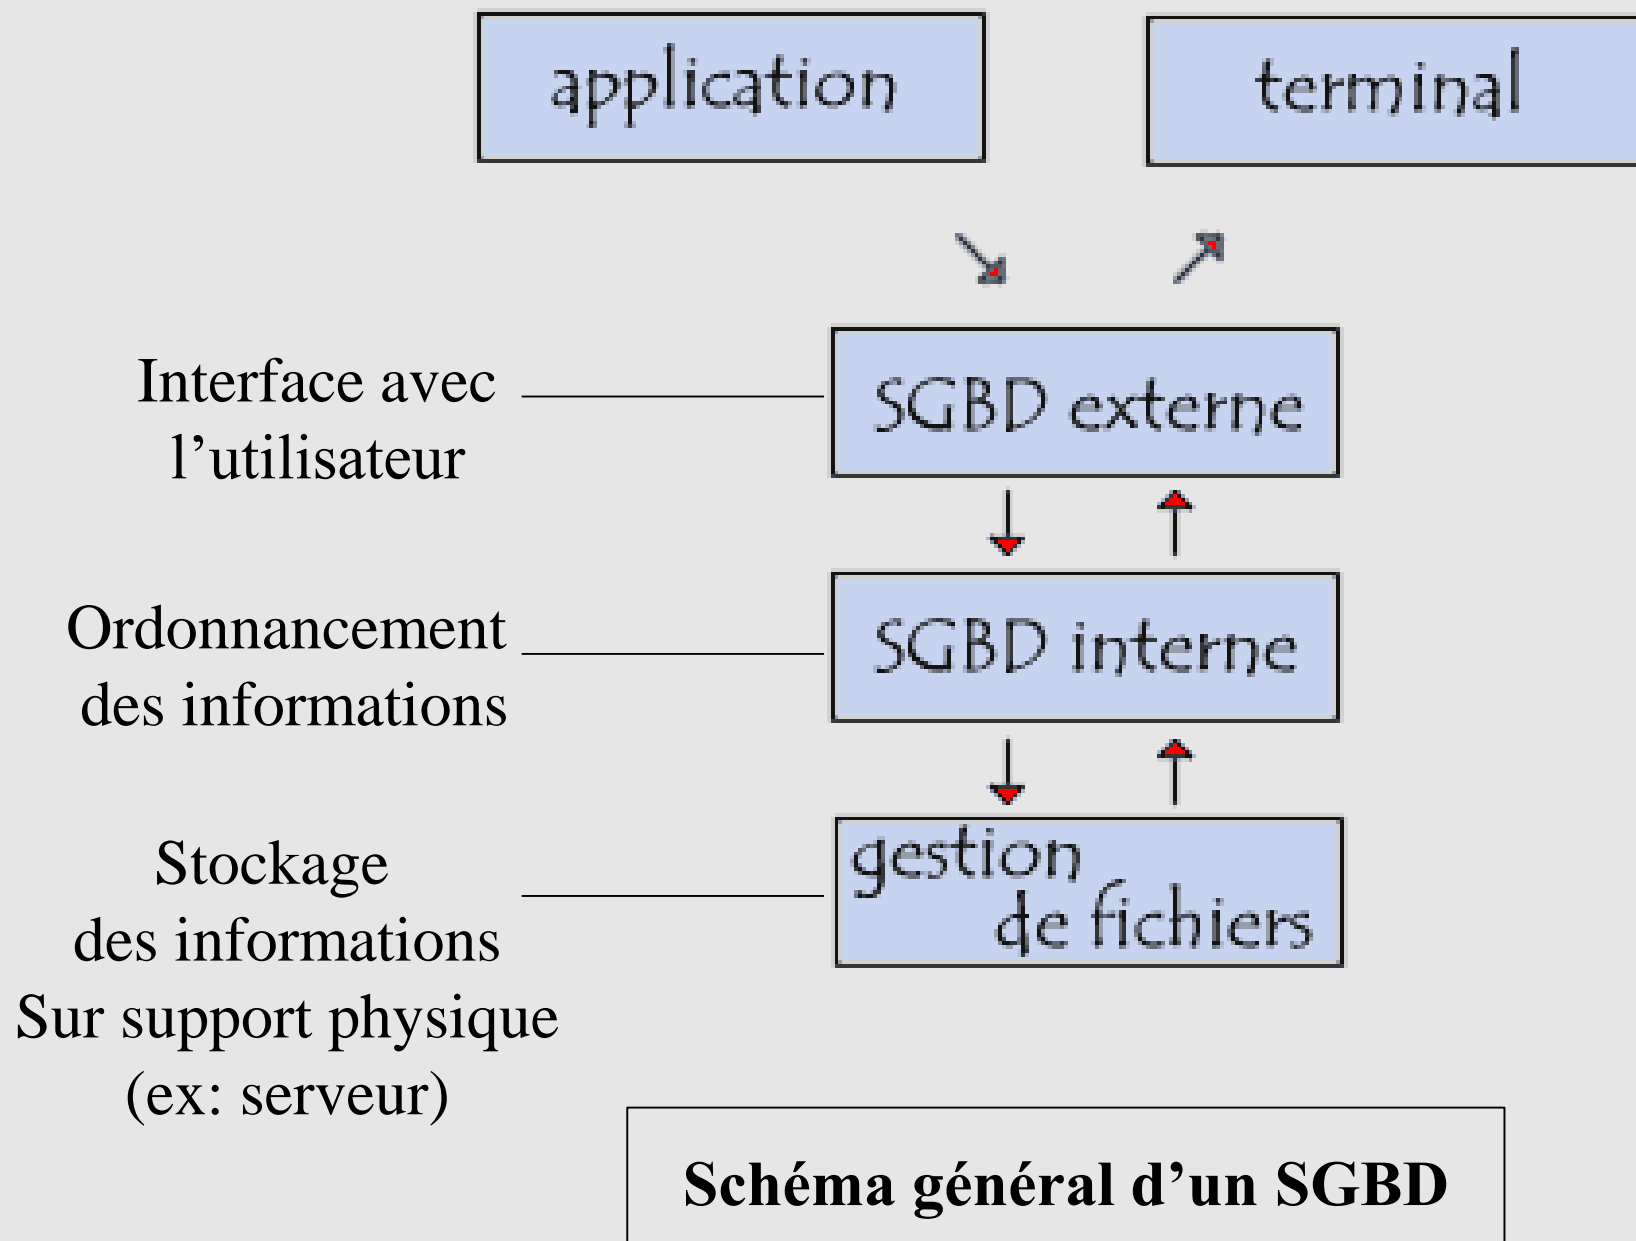 application
terminal
Interface avec
l’utilisateur
SGBD externe
Ordonnancement
des informations
SGBD interne
Stockage
des informations
Sur support physique
(ex: serveur)
gestion
de fichiers
Schéma général d’un SGBD